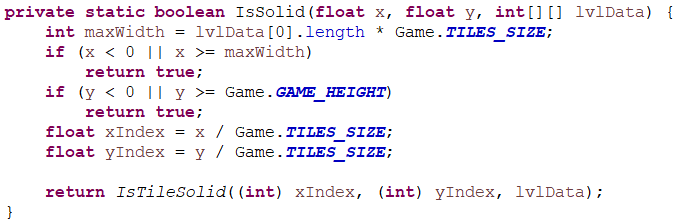 private static boolean IsSolid(float x, float y, int[][] lvlData) {
    int maxWidth = lvlData[0].length * Game.TILES_SIZE;
    if (x < 0 || x >= maxWidth)
        return true;
    if (y < 0 || y >= Game.GAME_HEIGHT)
        return true;
    float xIndex = x / Game.TILES_SIZE;
    float yIndex = y / Game.TILES_SIZE;

    return IsTileSolid((int) xIndex, (int) yIndex, lvlData);
}